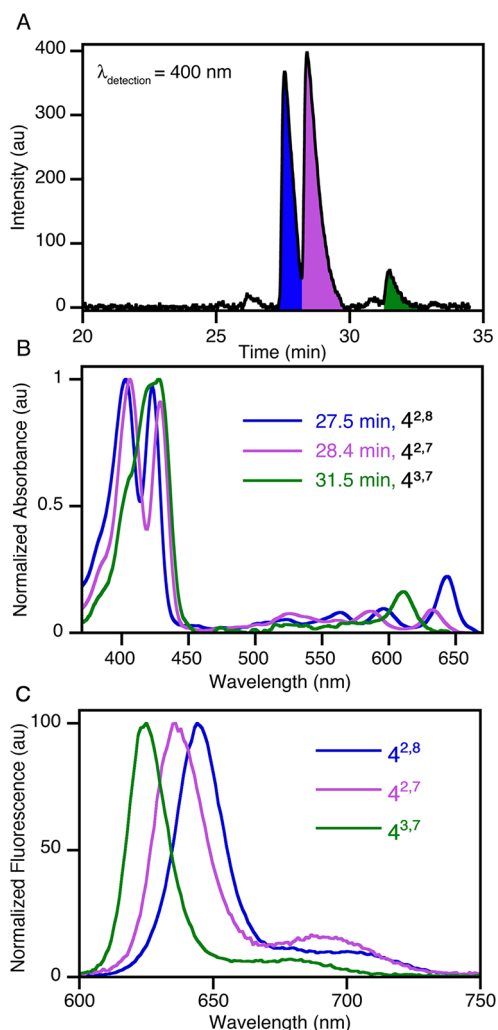 A
λdetection = 400 nm
Intensity (au)
400
300
200
100
0
20
25
30
35
Time (min)
B
Normalized Absorbance (au)
1
0.5
0
27.5 min, 4^2,8
28.4 min, 4^2,7
31.5 min, 4^3,7
400
450
500
550
600
650
Wavelength (nm)
C
Normalized Fluorescence (au)
100
50
0
4^2,8
4^2,7
4^3,7
600
650
700
750
Wavelength (nm)